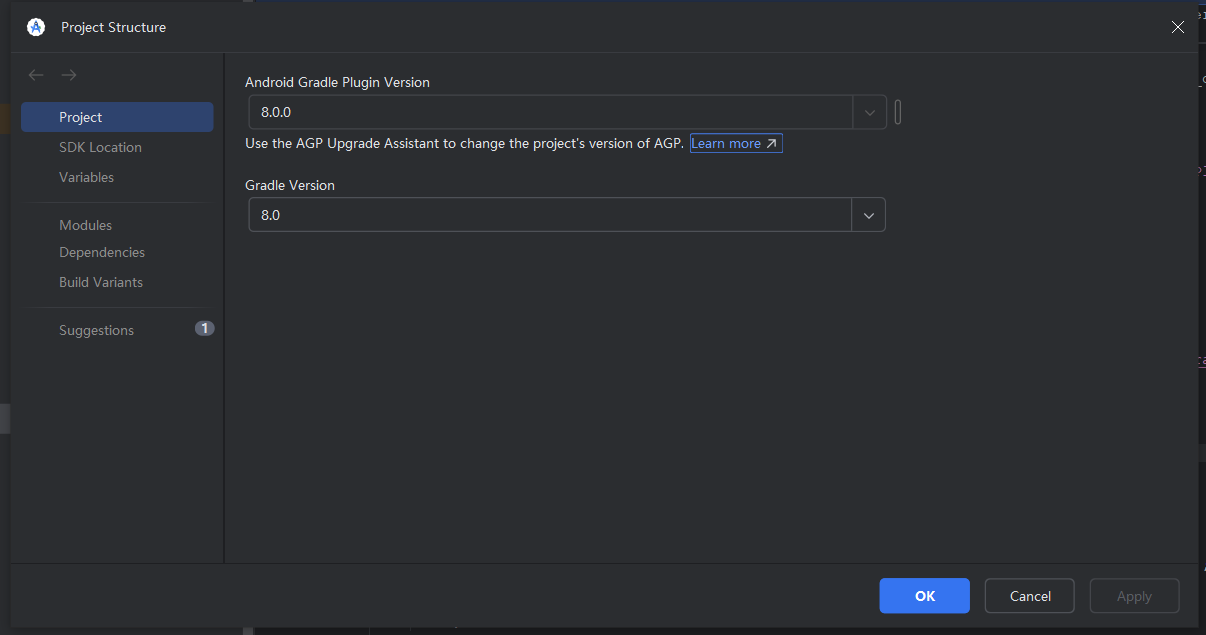 Project Structure
Project
SDK Location
Variables
Modules
Dependencies
Build Variants
Suggestions 1
Android Gradle Plugin Version
8.0.0
Use the AGP Upgrade Assistant to change the project's version of AGP. Learn more
Gradle Version
8.0
OK Cancel Apply